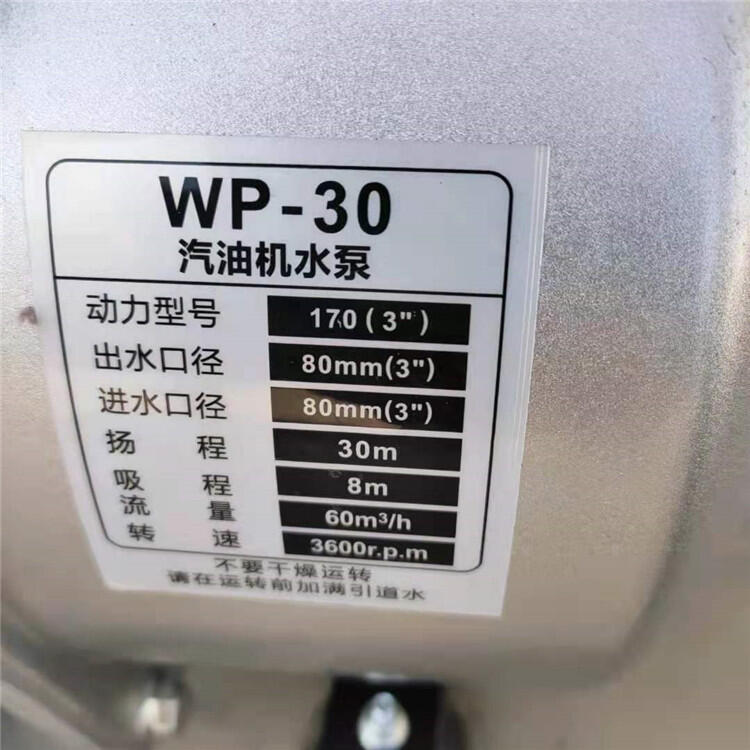 WP-30
汽油机水泵
动力型号 170(3")
出水口径 80mm(3")
进水口径 80mm(3")
扬 程 30m
吸 程 8m
流 量 60m³/h
转 速 3600r.p.m
不要干燥运转
请在运转前加满引道水